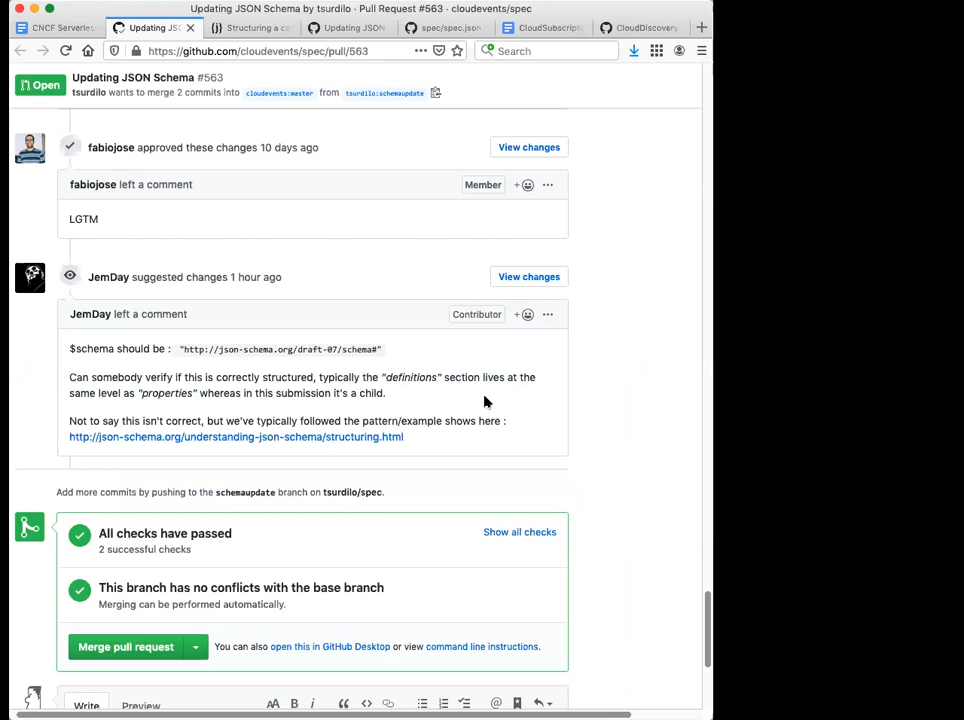 Updating JSON Schema by tsurdilo · Pull Request #563 · cloudevents/spec
CNCF Serverles
Updating JSC
Structuring a co
Updating JSON
spec/spec.json
CloudSubscripti
CloudDiscovery
https://github.com/cloudevents/spec/pull/563
Search
Open
Updating JSON Schema #563
tsurdilo wants to merge 2 commits into cloudevents:master from tsurdilo:schemaupdate
fabiojose approved these changes 10 days ago
View changes
fabiojose left a comment
Member
LGTM
JemDay suggested changes 1 hour ago
View changes
JemDay left a comment
Contributor
$schema should be : "http://json-schema.org/draft-07/schema#"
Can somebody verify if this is correctly structured, typically the "definitions" section lives at the
same level as "properties" whereas in this submission it's a child.
Not to say this isn't correct, but we've typically followed the pattern/example shows here :
http://json-schema.org/understanding-json-schema/structuring.html
Add more commits by pushing to the schemaupdate branch on tsurdilo/spec.
All checks have passed
Show all checks
2 successful checks
This branch has no conflicts with the base branch
Merging can be performed automatically.
Merge pull request
You can also open this in GitHub Desktop or view command line instructions.
Write
Preview
AA B i